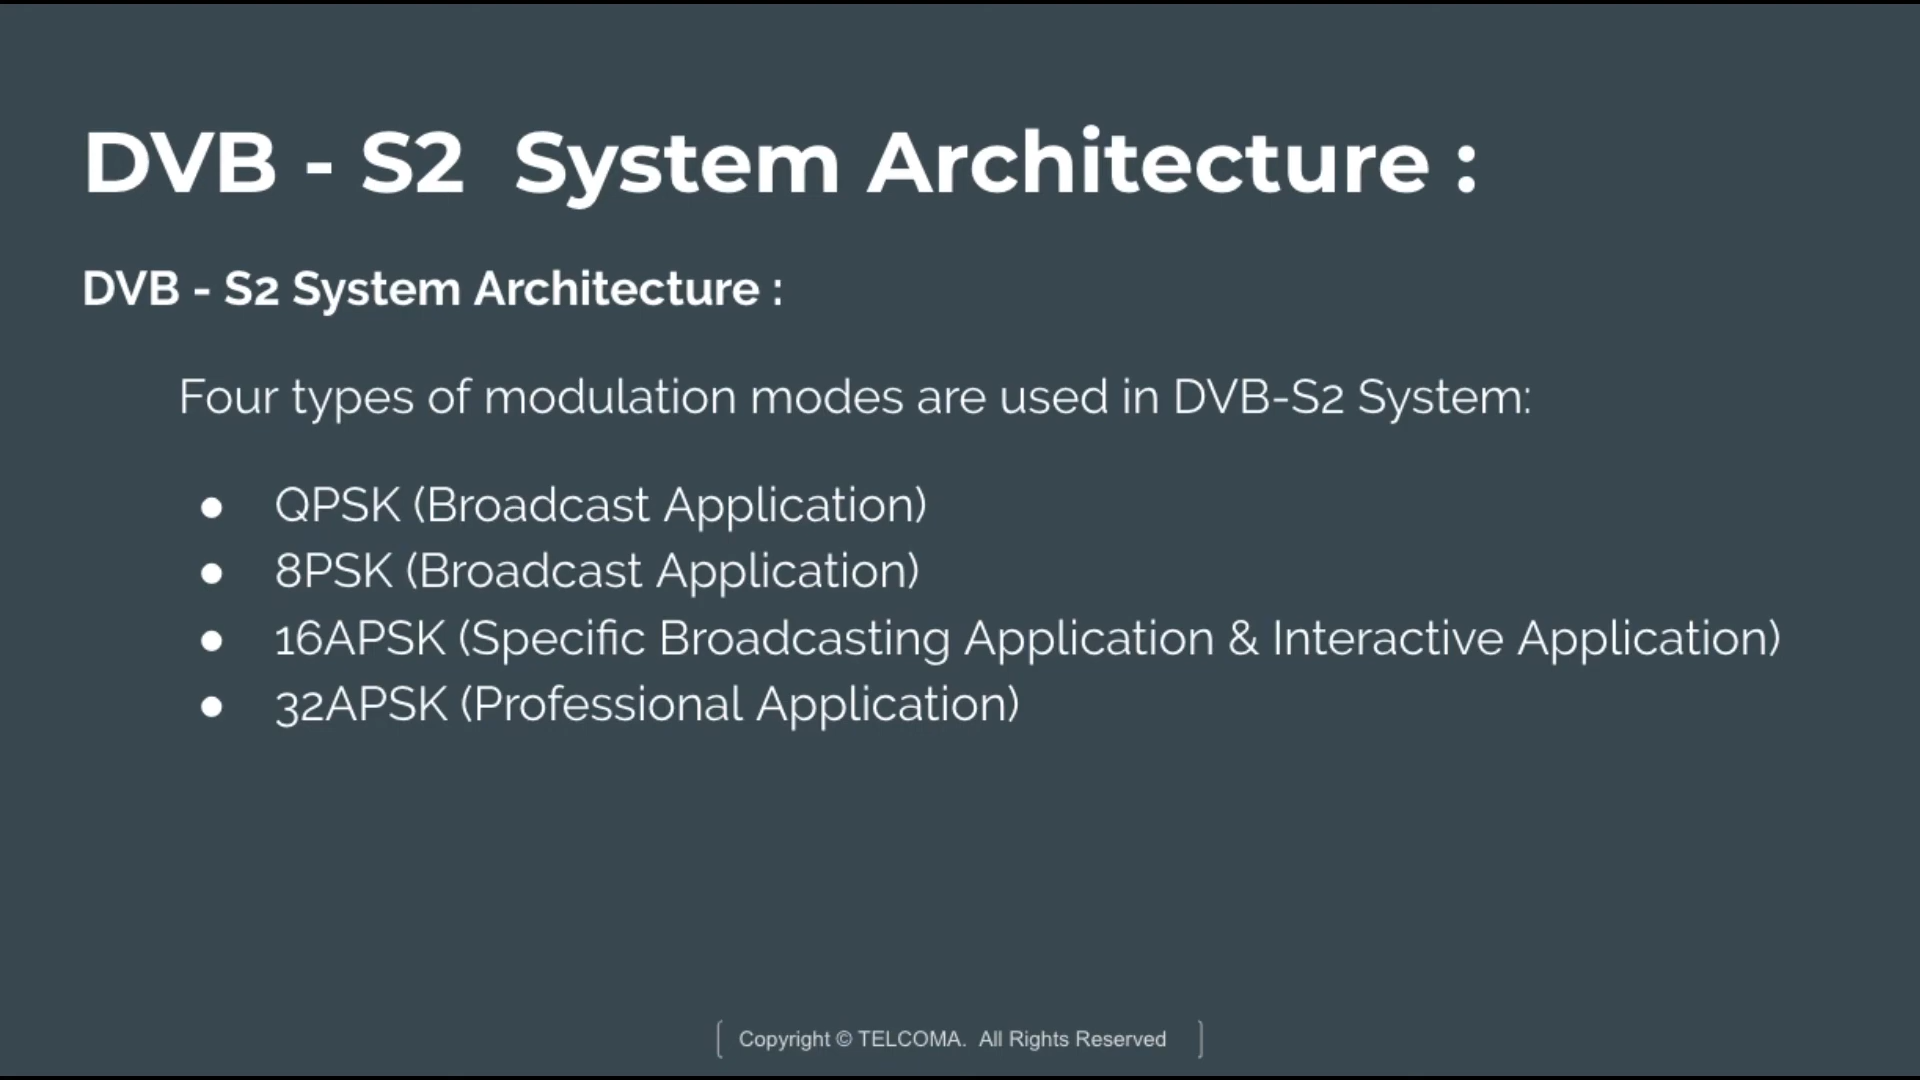 DVB - S2 System Architecture :
DVB - S2 System Architecture :
Four types of modulation modes are used in DVB-S2 System:
● QPSK (Broadcast Application)
● 8PSK (Broadcast Application)
● 16APSK (Specific Broadcasting Application & Interactive Application)
● 32APSK (Professional Application)
[ Copyright © TELCOMA. All Rights Reserved ]